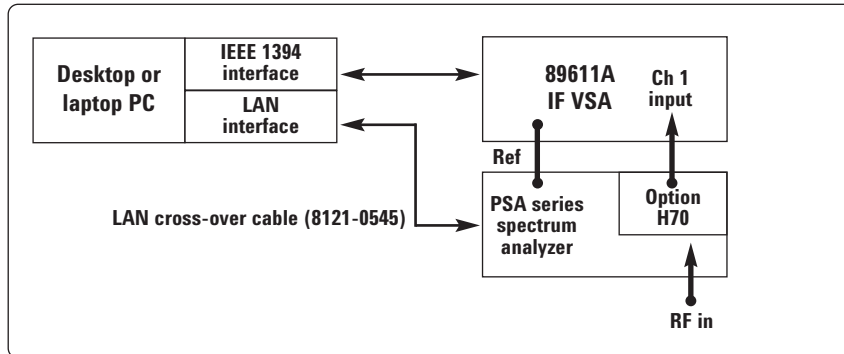 Desktop or
laptop PC
IEEE 1394
interface
LAN
interface
89611A
IF VSA
Ch 1
input
Ref
LAN cross-over cable (8121-0545)
PSA series
spectrum
analyzer
Option
H70
RF in